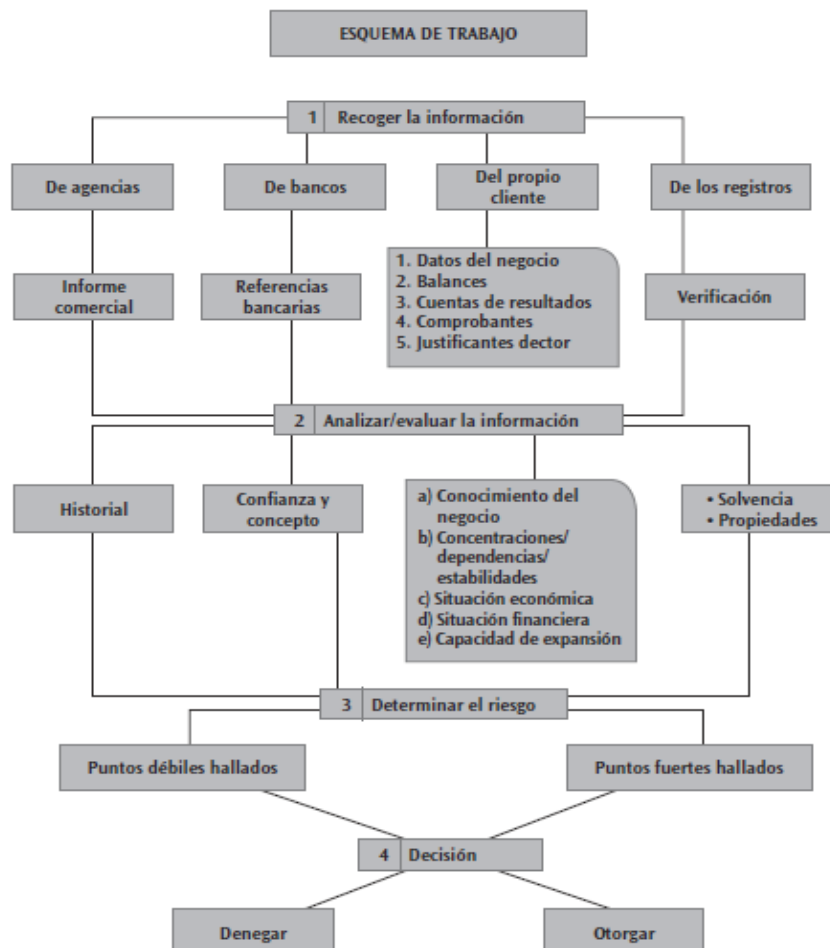 ESQUEMA DE TRABAJO
1 Recoger la información
De agencias
De bancos
Del propio
cliente
De los registros
Informe
comercial
Referencias
bancarias
1. Datos del negocio
2. Balances
3. Cuentas de resultados
4. Comprobantes
5. Justificantes dector
Verificación
2 Analizar/evaluar la información
Historial
Confianza y
concepto
a) Conocimiento del
negocio
b) Concentraciones/
dependencias/
estabilidades
c) Situación económica
d) Situación financiera
e) Capacidad de expansión
• Solvencia
• Propiedades
3 Determinar el riesgo
Puntos débiles hallados
Puntos fuertes hallados
4 Decisión
Denegar
Otorgar